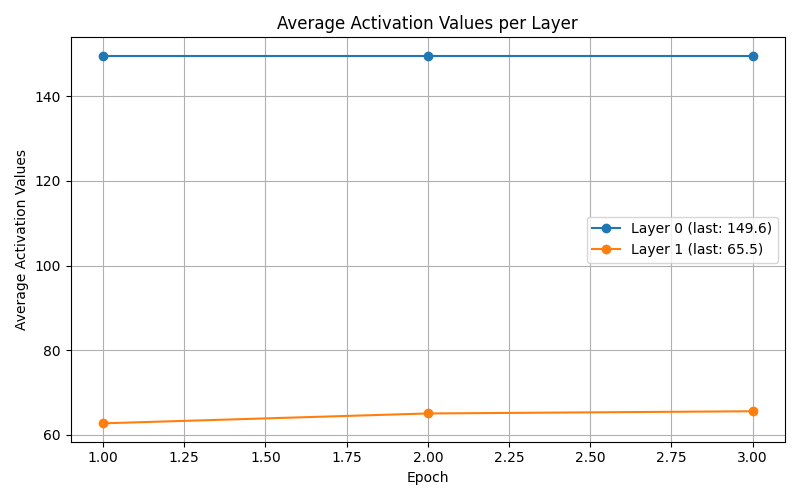 Average Activation Values per Layer
Average Activation Values
140
120
100
80
60
Layer 0 (last: 149.6)
Layer 1 (last: 65.5)
1.00 1.25 1.50 1.75 2.00 2.25 2.50 2.75 3.00
Epoch